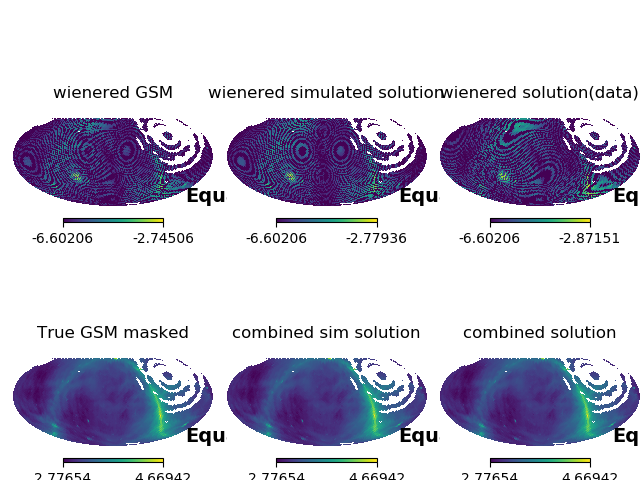 wienered GSM
wienered simulated solution
wienered solution(data)
Equ
Equ
Eq
-6.60206 -2.74506
-6.60206 -2.77936
-6.60206 -2.87151
True GSM masked
combined sim solution
combined solution
Equ
Equ
Eq
2.77654 4.66942
2.77654 4.66942
2.77654 4.66942